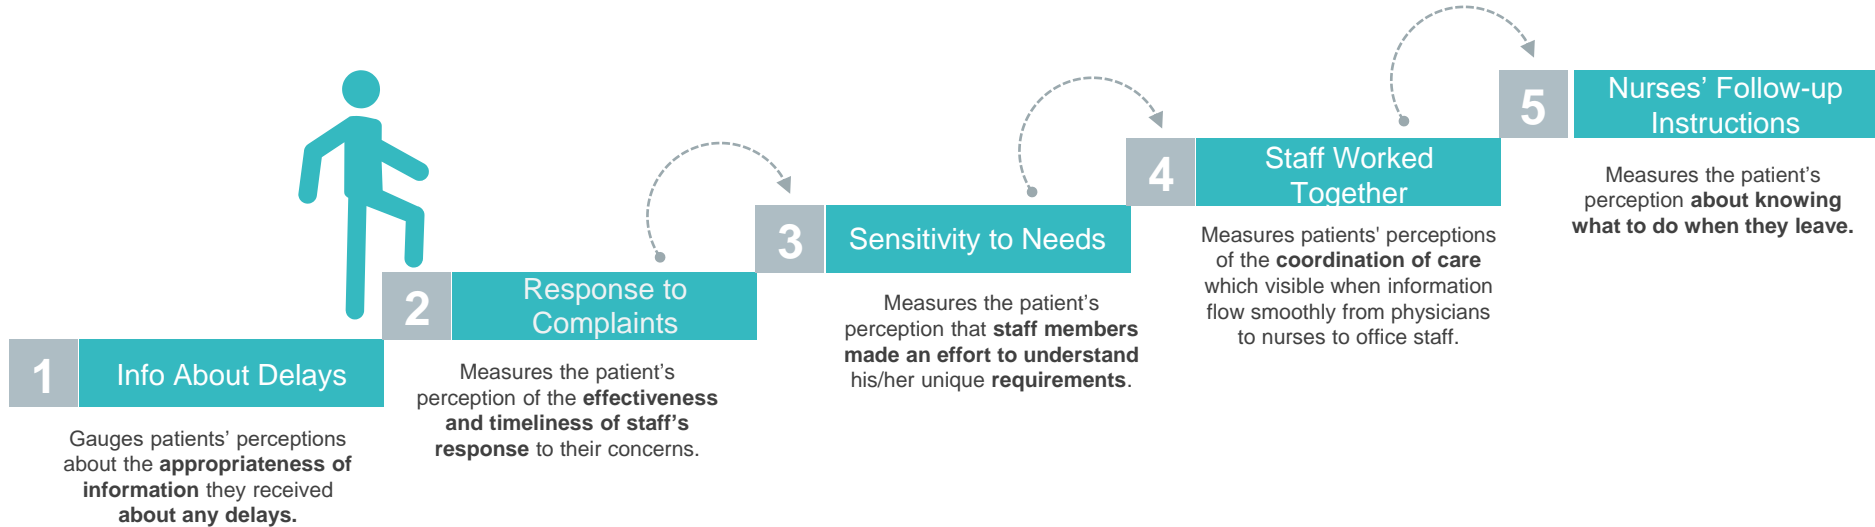 1
Info About Delays
Gauges patients’ perceptions
about the appropriateness of
information they received
about any delays.
2
Response to
Complaints
Measures the patient’s
perception of the effectiveness
and timeliness of staff’s
response to their concerns.
3
Sensitivity to Needs
Measures the patient’s
perception that staff members
made an effort to understand
his/her unique requirements.
4
Staff Worked
Together
Measures patients' perceptions
of the coordination of care
which visible when information
flow smoothly from physicians
to nurses to office staff.
5
Nurses’ Follow-up
Instructions
Measures the patient’s
perception about knowing
what to do when they leave.